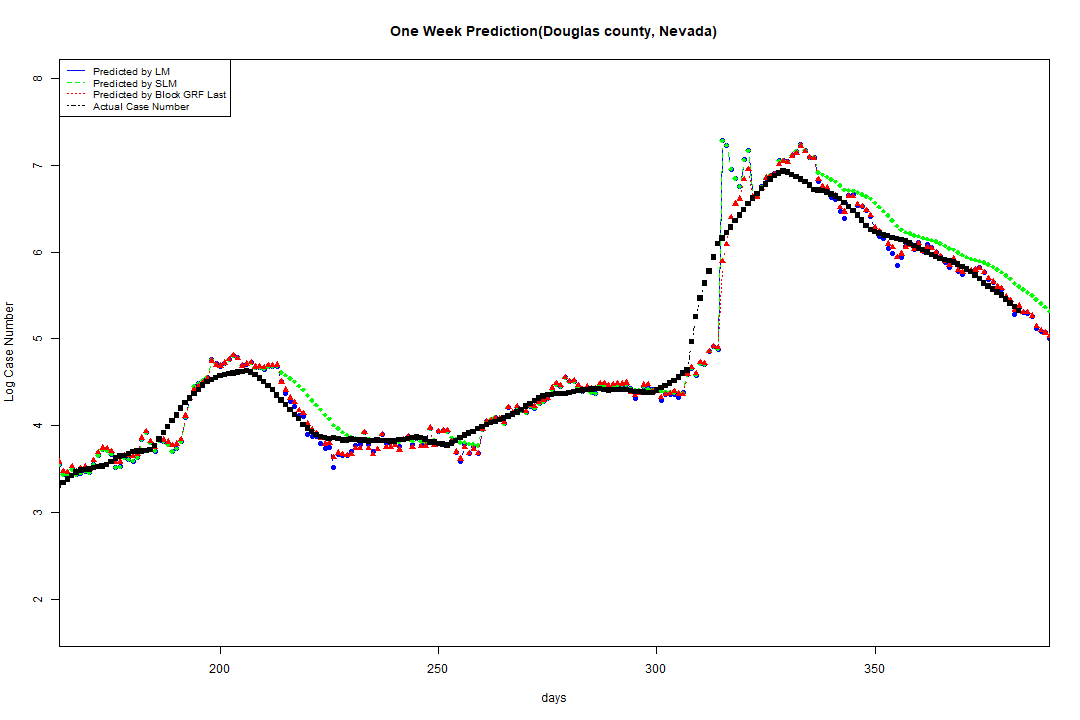 One Week Prediction(Douglas county, Nevada)
Predicted by LM
Predicted by SLM
Predicted by Block GRF Last
Actual Case Number
8
7
6
5
4
3
2
Log Case Number
200 250 300 350
days